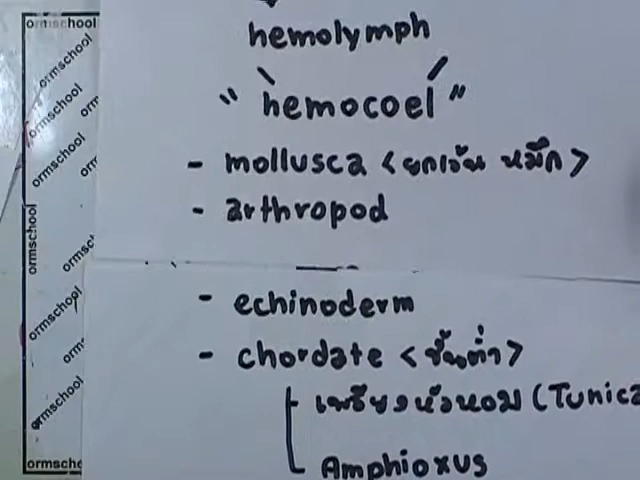 hemolymph
"hemocoel"
- mollusca <ยกเว้น หมึก>
- arthropod
- echinoderm
- chordate <ชั้นต่ำ>
เพรียงหัวหอม (Tunica
Amphioxus
ormschool
ormschool
ormschool
ormschool
ormschool
ormschool
ormschool
ormsch